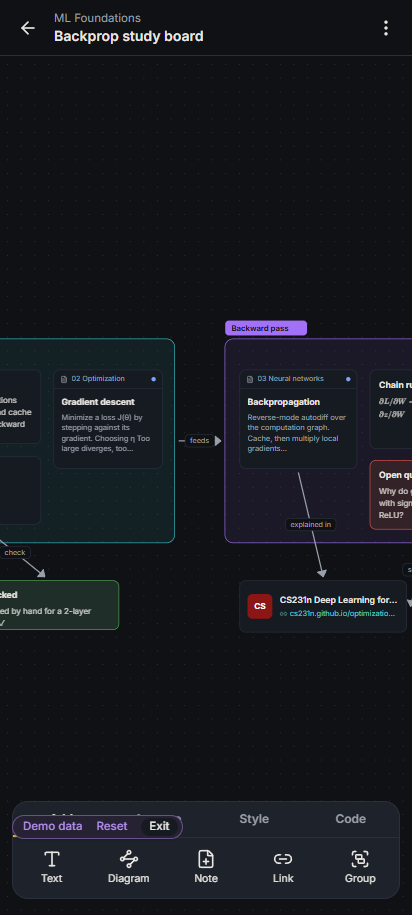 ML Foundations
Backprop study board
Backward pass
02 Optimization
Gradient descent
Minimize a loss J(θ) by
stepping against its
gradient. Choosing η Too
large diverges, too...
feeds
03 Neural networks
Backpropagation
Reverse-mode autodiff over
the computation graph.
Cache, then multiply local
gradients...
Chain ru
∂L/∂W
∂z/∂W
Open qu
Why do
with sign
ReLU?
tions
nd cache
ckward
check
cked
ed by hand for a 2-layer
✓
explained in
CS
CS231n Deep Learning for...
cs231n.github.io/optimizatio...
s
Demo data Reset Exit
Style
Code
Text
Diagram
Note
Link
Group